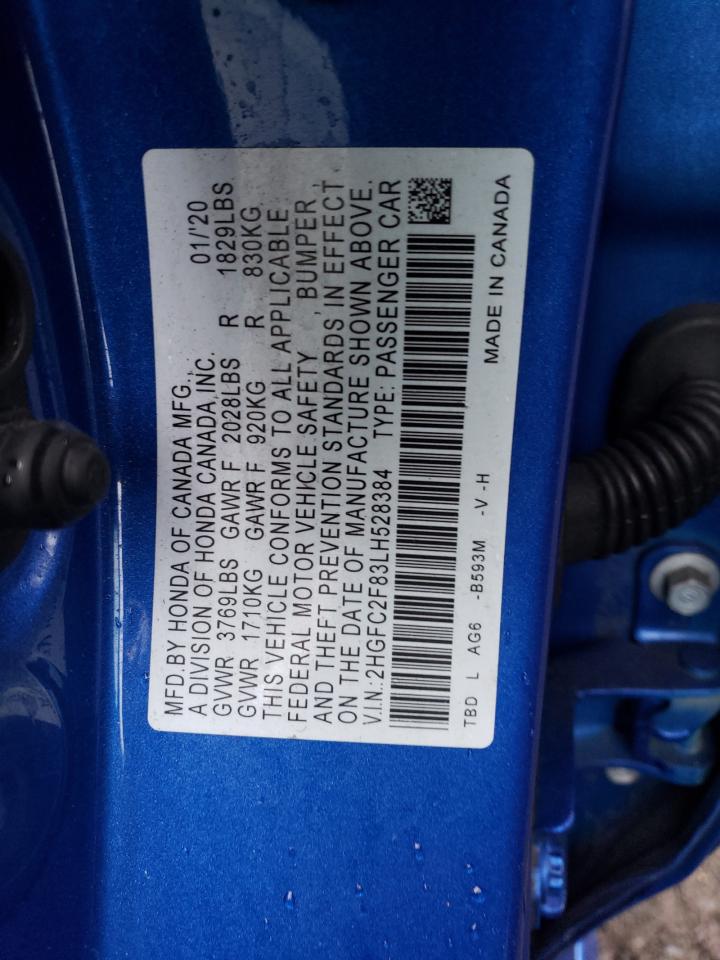 MFD.BY HONDA OF CANADA MFG., 01/'20
A DIVISION OF HONDA CANADA,INC.
GVWR 3769LBS GAWR F 2028LBS R 1829LBS
GVWR 1710KG GAWR F 920KG R 830KG
THIS VEHICLE CONFORMS TO ALL APPLICABLE
FEDERAL MOTOR VEHICLE SAFETY , BUMPER ,
AND THEFT PREVENTION STANDARDS IN EFFECT
ON THE DATE OF MANUFACTURE SHOWN ABOVE.
V.I.N.:2HGFC2F83LH528384 TYPE: PASSENGER CAR
TBD L AG6 -B593M -V -H MADE IN CANADA